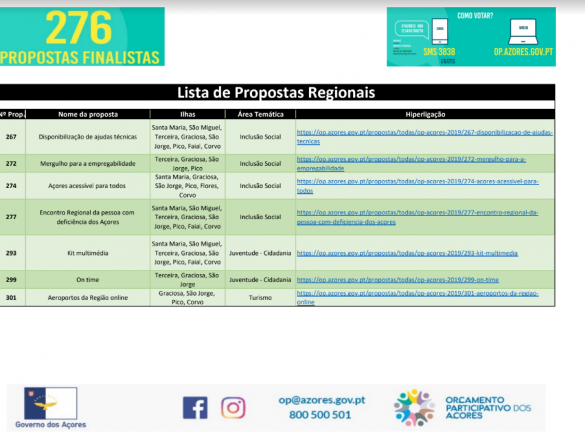 276
PROPOSTAS FINALISTAS
COMO VOTAR?
SMS 3838
GRÁTIS
OP.AZORES.GOV.PT
Lista de Propostas Regionais
Nº Prop. Nome da proposta Ilhas Área Temática Hiperligação
267 Disponibilização de ajudas técnicas Santa Maria, São Miguel, Terceira, Graciosa, São Jorge, Pico, Faial, Corvo Inclusão Social https://op.azores.gov.pt/propostas/todas/op-acores-2019/267-disponibilizacao-de-ajudas-tecnicas
272 Mergulho para a empregabilidade Terceira, Graciosa, São Jorge, Pico Inclusão Social https://op.azores.gov.pt/propostas/todas/op-acores-2019/272-mergulho-para-a-empregabilidade
274 Açores acessível para todos Santa Maria, Graciosa, São Jorge, Pico, Flores, Corvo Inclusão Social https://op.azores.gov.pt/propostas/todas/op-acores-2019/274-acores-acessivel-para-todos
277 Encontro Regional da pessoa com deficiência dos Açores Santa Maria, São Miguel, Terceira, Graciosa, São Jorge, Pico, Faial, Corvo Inclusão Social https://op.azores.gov.pt/propostas/todas/op-acores-2019/277-encontro-regional-da-pessoa-com-deficiencia-dos-acores
293 Kit multimédia Santa Maria, São Miguel, Terceira, Graciosa, São Jorge, Pico, Faial, Corvo Juventude - Cidadania https://op.azores.gov.pt/propostas/todas/op-acores-2019/293-kit-multimedia
299 On time Terceira, Graciosa, São Jorge Juventude - Cidadania https://op.azores.gov.pt/propostas/todas/op-acores-2019/299-on-time
301 Aeroportos da Região online Graciosa, São Jorge, Pico, Corvo Turismo https://op.azores.gov.pt/propostas/todas/op-acores-2019/301-aeroportos-da-regiao-online
Governo dos Açores
op@azores.gov.pt
800 500 501
ORÇAMENTO
PARTICIPATIVO DOS
AÇORES